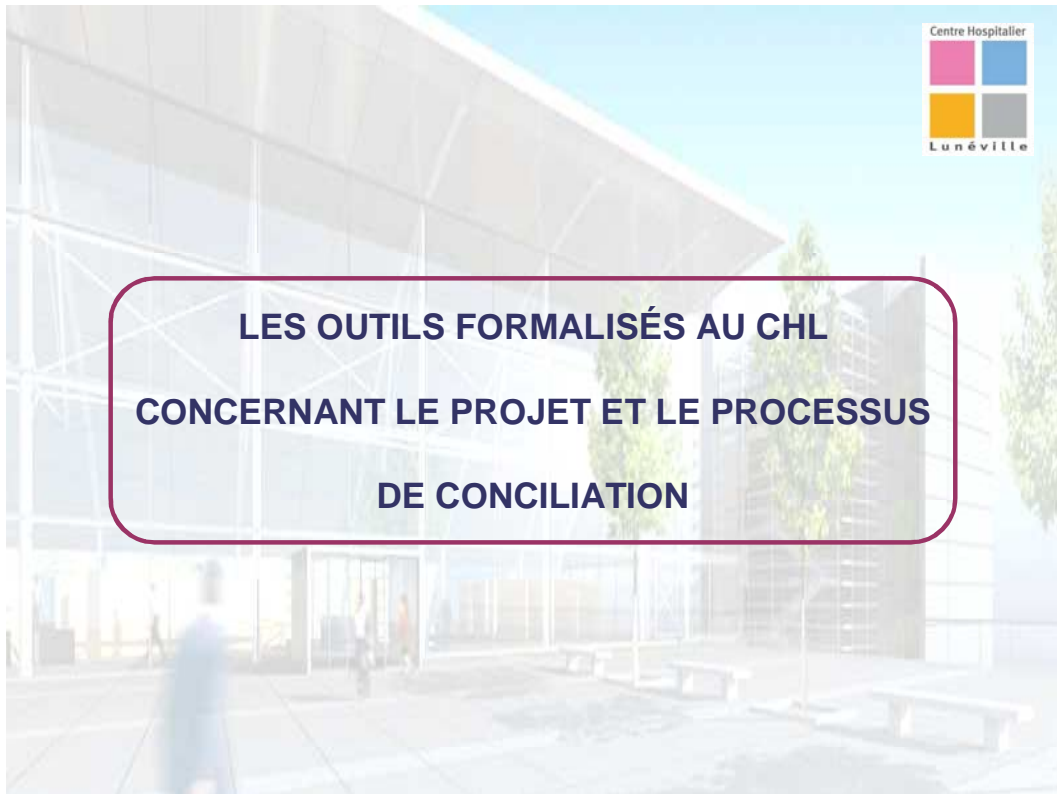 Centre Hospitalier
Lunéville
LES OUTILS FORMALISÉS AU CHL
CONCERNANT LE PROJET ET LE PROCESSUS
DE CONCILIATION